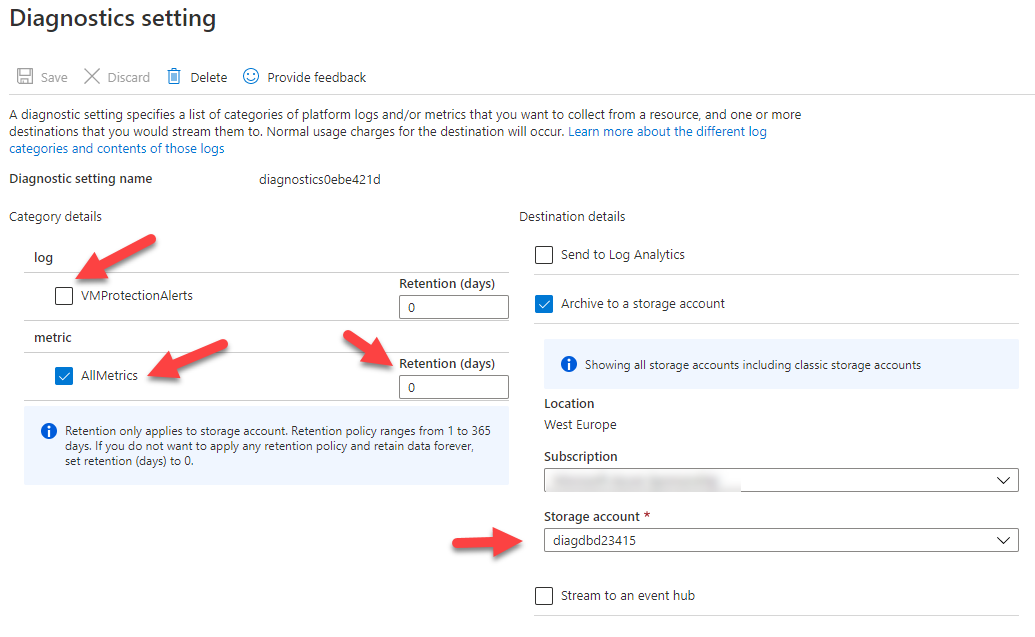 Diagnostics setting
Save
Discard
Delete
Provide feedback
A diagnostic setting specifies a list of categories of platform logs and/or metrics that you want to collect from a resource, and one or more
destinations that you would stream them to. Normal usage charges for the destination will occur. Learn more about the different log
categories and contents of those logs
Diagnostic setting name
diagnostics0ebe421d
Category details
log
VMProtectionAlerts
Retention (days)
0
metric
AllMetrics
Retention (days)
0
Retention only applies to storage account. Retention policy ranges from 1 to 365
days. If you do not want to apply any retention policy and retain data forever,
set retention (days) to 0.
Destination details
Send to Log Analytics
Archive to a storage account
Showing all storage accounts including classic storage accounts
Location
West Europe
Subscription
Storage account *
diagdbd23415
Stream to an event hub